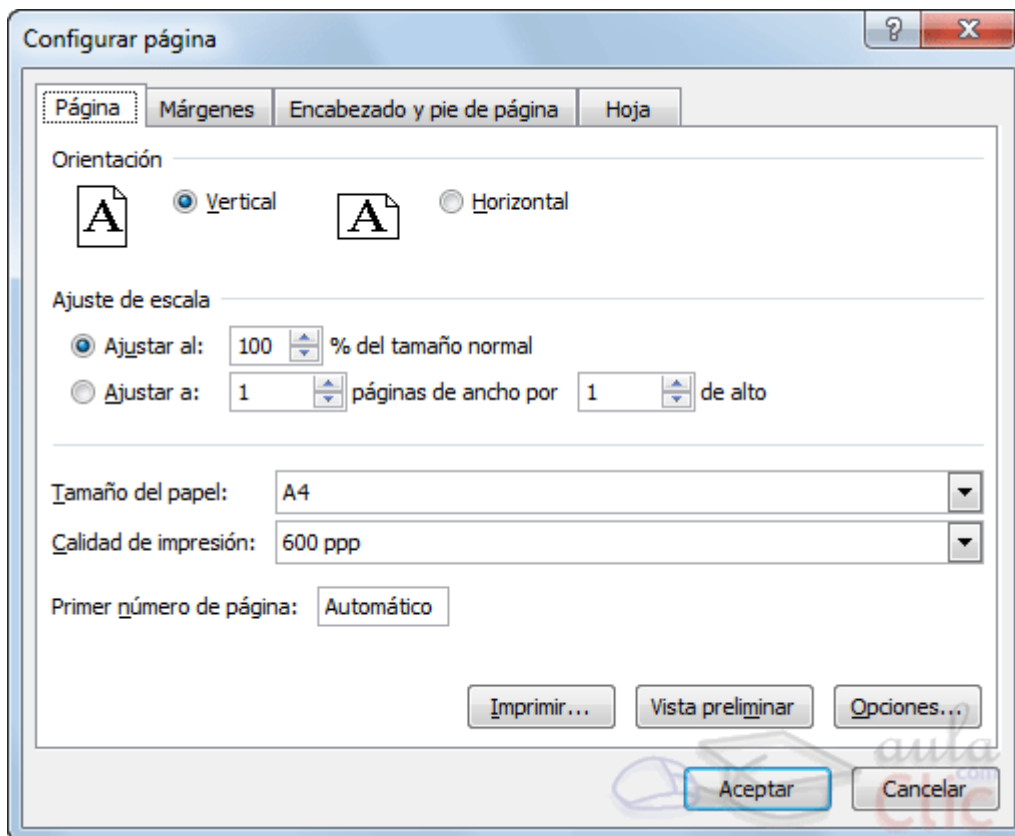 Configurar página
?
X
Página Márgenes Encabezado y pie de página Hoja
Orientación
A Vertical A Horizontal
Ajuste de escala
Ajustar al: 100 % del tamaño normal
Ajustar a: 1 páginas de ancho por 1 de alto
Tamaño del papel: A4
Calidad de impresión: 600 ppp
Primer número de página: Automático
Imprimir... Vista preliminar Opciones...
aula
.com
Clic
Aceptar Cancelar